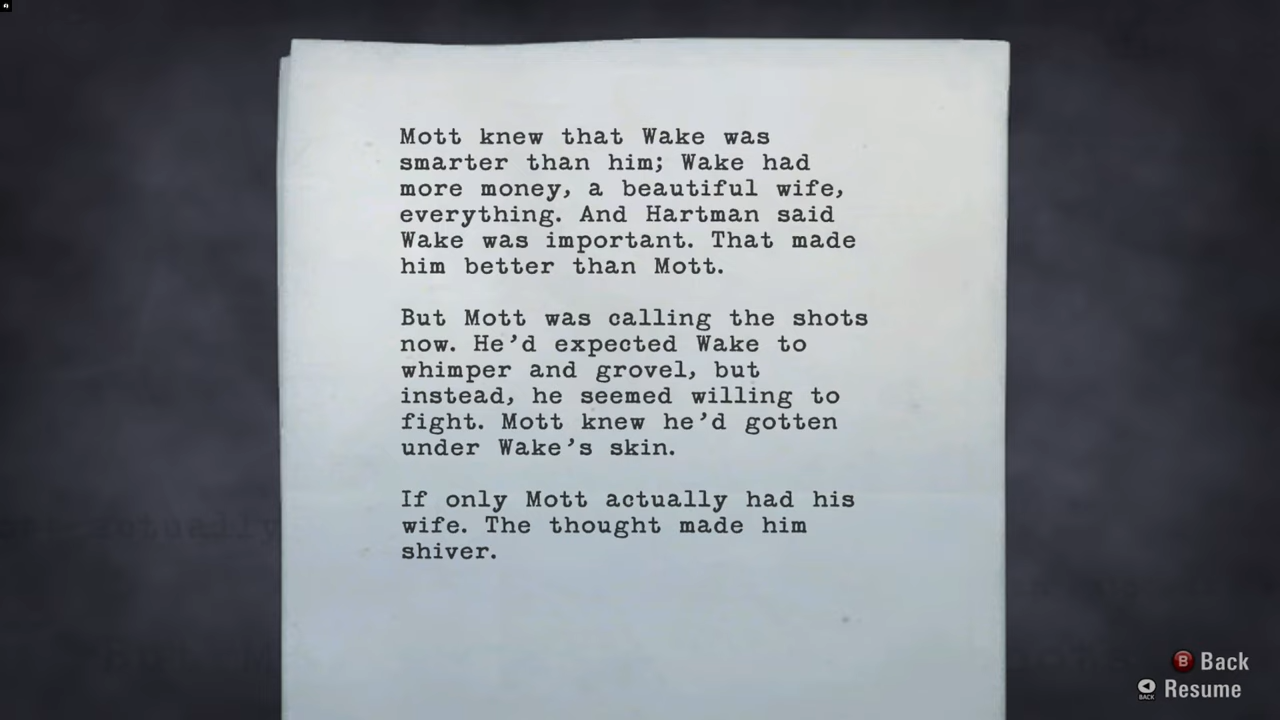 Mott knew that Wake was
smarter than him; Wake had
more money, a beautiful wife,
everything. And Hartman said
Wake was important. That made
him better than Mott.
But Mott was calling the shots
now. He’d expected Wake to
whimper and grovel, but
instead, he seemed willing to
fight. Mott knew he’d gotten
under Wake’s skin.
If only Mott actually had his
wife. The thought made him
shiver.
B Back
BACK Resume